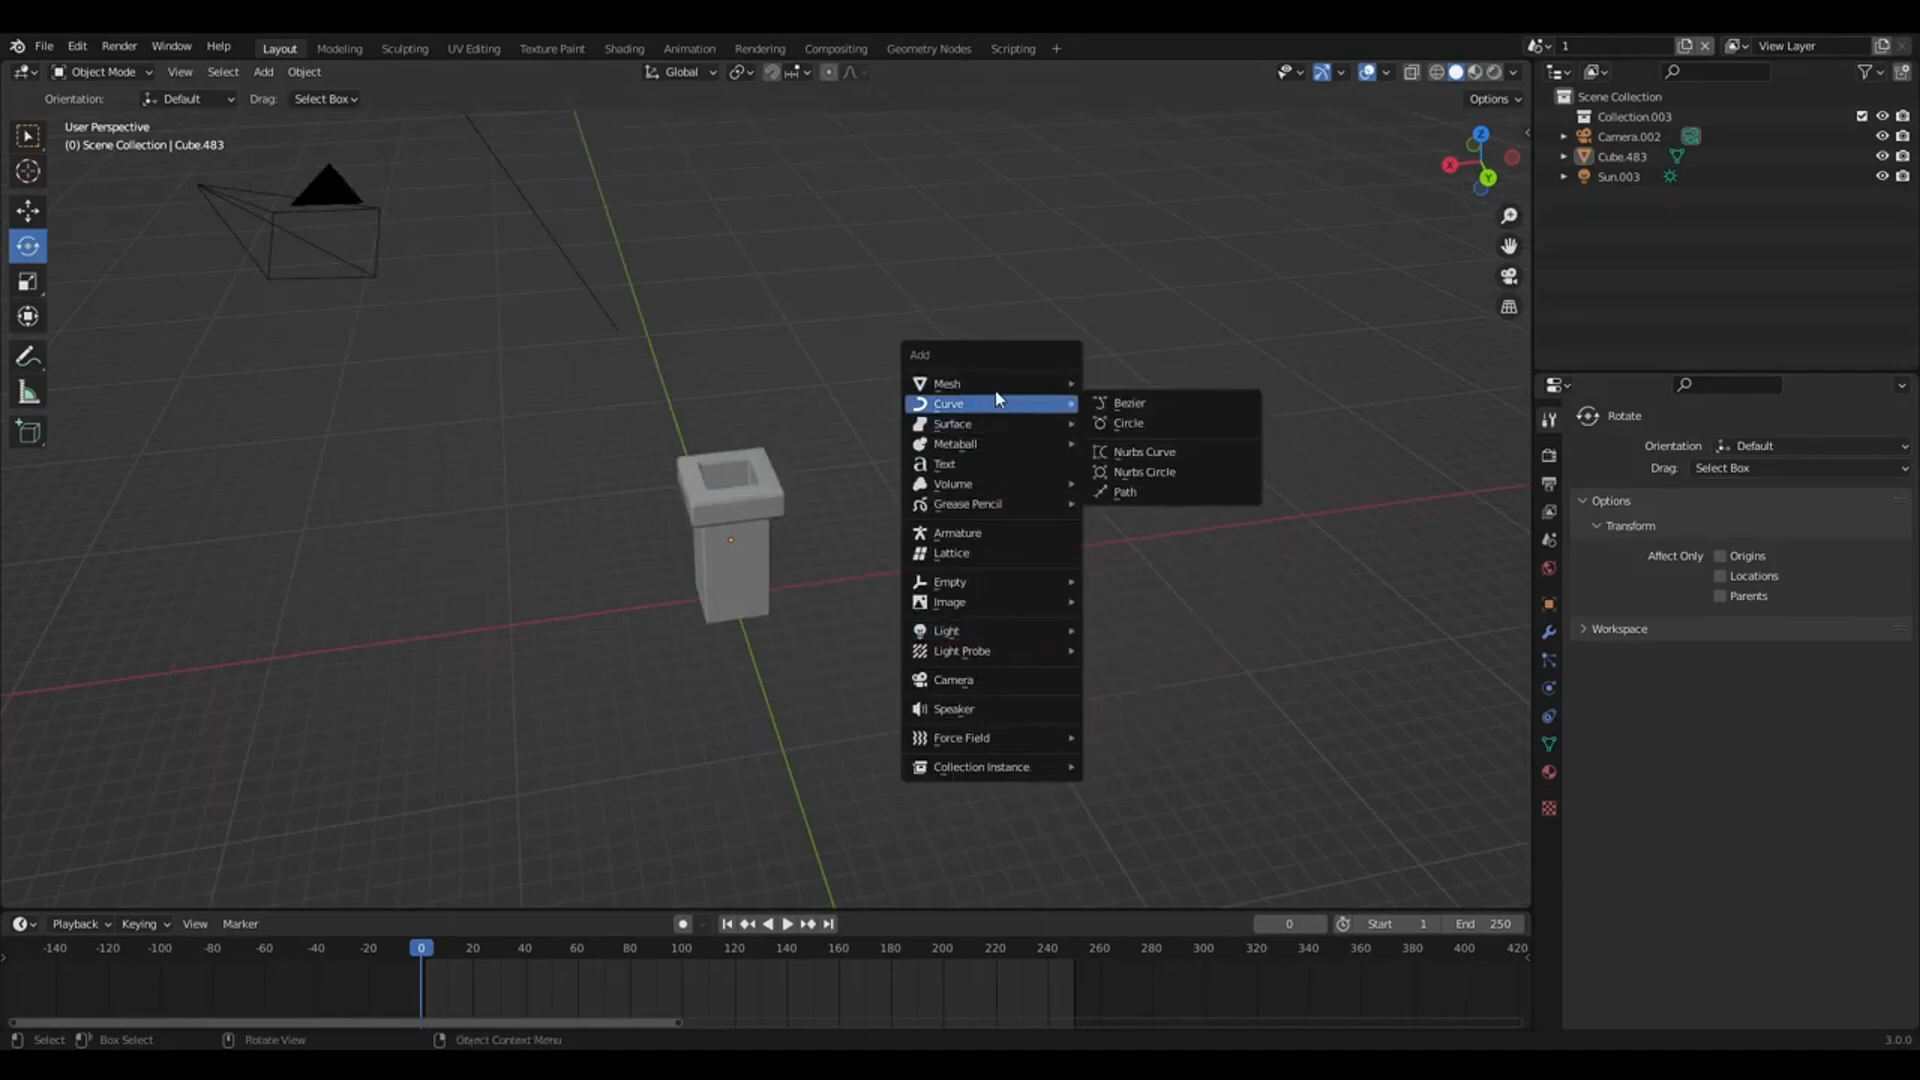 File Edit Render Window Help Layout Modeling Sculpting UV Editing Texture Paint Shading Animation Rendering Compositing Geometry Nodes Scripting + 1 View Layer
Object Mode View Select Add Object Global
Orientation: Default Drag: Select Box Options
User Perspective
(0) Scene Collection | Cube.483
Z
X
Y
Add
Mesh
Curve
Surface
Metaball
Text
Volume
Grease Pencil
Armature
Lattice
Empty
Image
Light
Light Probe
Camera
Speaker
Force Field
Collection Instance
Bezier
Circle
Nurbs Curve
Nurbs Circle
Path
Scene Collection
Collection.003
Camera.002
Cube.483
Sun.003
Rotate
Orientation Default
Drag: Select Box
Options
Transform
Affect Only Origins
Locations
Parents
Workspace
Playback Keying View Marker 0 Start 1 End 250
-140 -120 -100 -80 -60 -40 -20 0 20 40 60 80 100 120 140 160 180 200 220 240 260 280 300 320 340 360 380 400 420
Select Box Select Rotate View Object Context Menu 3.0.0